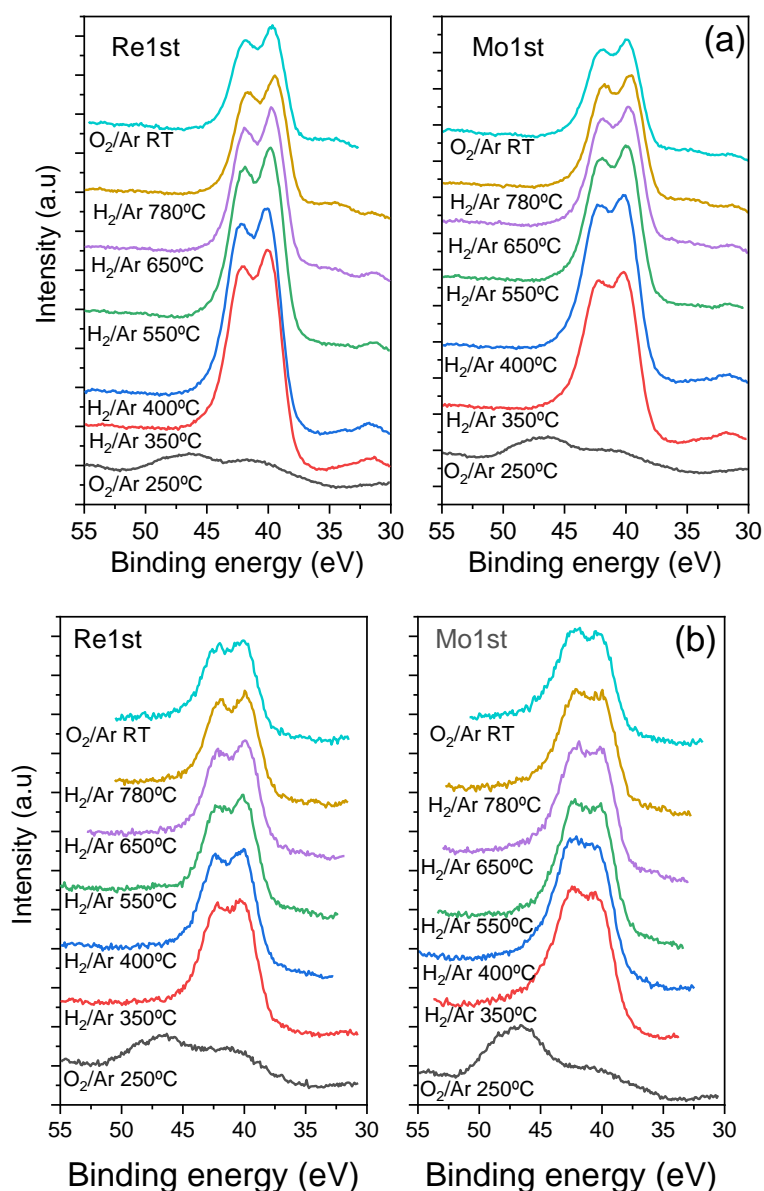 Re1st
Mo1st
(a)
O₂/Ar RT
H₂/Ar 780ºC
H₂/Ar 650ºC
H₂/Ar 550ºC
H₂/Ar 400ºC
H₂/Ar 350ºC
O₂/Ar 250ºC
O₂/Ar RT
H₂/Ar 780ºC
H₂/Ar 650ºC
H₂/Ar 550ºC
H₂/Ar 400ºC
H₂/Ar 350ºC
O₂/Ar 250ºC
Intensity (a.u)
55 50 45 40 35 30
55 50 45 40 35 30
Binding energy (eV)
Binding energy (eV)
Re1st
Mo1st
(b)
O₂/Ar RT
H₂/Ar 780ºC
H₂/Ar 650ºC
H₂/Ar 550ºC
H₂/Ar 400ºC
H₂/Ar 350ºC
O₂/Ar 250ºC
O₂/Ar RT
H₂/Ar 780ºC
H₂/Ar 650ºC
H₂/Ar 550ºC
H₂/Ar 400ºC
H₂/Ar 350ºC
O₂/Ar 250ºC
Intensity (a.u)
55 50 45 40 35 30
55 50 45 40 35 30
Binding energy (eV)
Binding energy (eV)